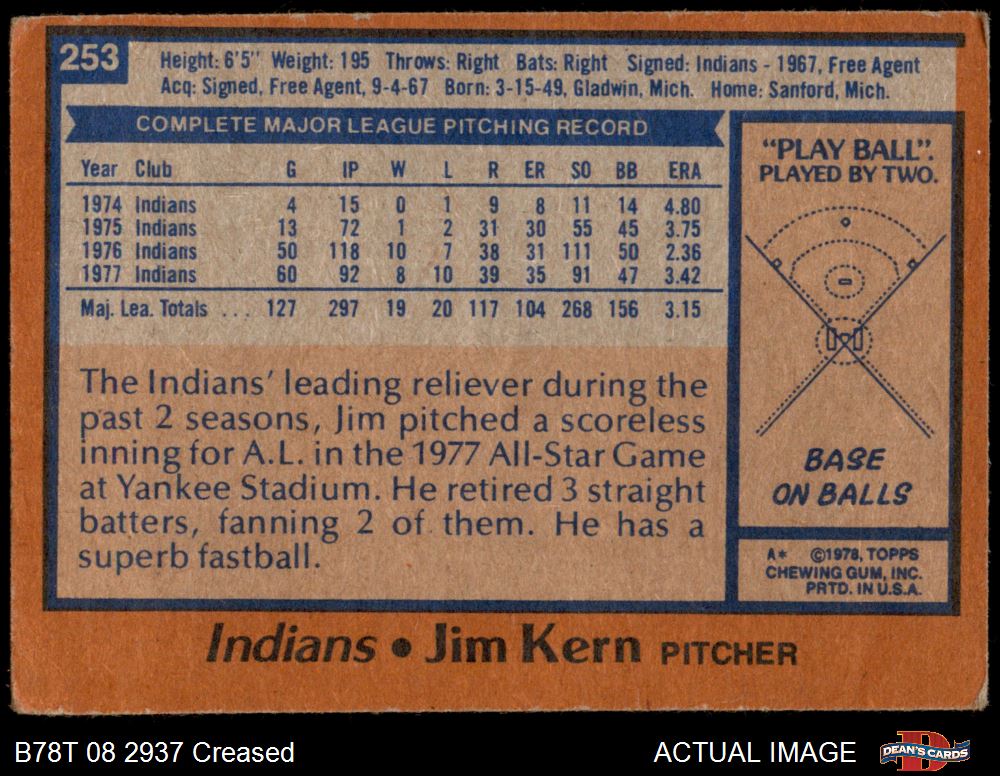 253
Height: 6'5" Weight: 195 Throws: Right Bats: Right Signed: Indians - 1967, Free Agent
Acq: Signed, Free Agent, 9-4-67 Born: 3-15-49, Gladwin, Mich. Home: Sanford, Mich.
COMPLETE MAJOR LEAGUE PITCHING RECORD
Year Club G IP W L R ER SO BB ERA
1974 Indians 4 15 0 1 9 8 11 14 4.80
1975 Indians 13 72 1 2 31 30 55 45 3.75
1976 Indians 50 118 10 7 38 31 111 50 2.36
1977 Indians 60 92 8 10 39 35 91 47 3.42
Maj. Lea. Totals . . . 127 297 19 20 117 104 268 156 3.15
The Indians' leading reliever during the
past 2 seasons, Jim pitched a scoreless
inning for A.L. in the 1977 All-Star Game
at Yankee Stadium. He retired 3 straight
batters, fanning 2 of them. He has a
superb fastball.
"PLAY BALL".
PLAYED BY TWO.
BASE
ON BALLS
A* ©1978, TOPPS
CHEWING GUM, INC.
PRTD. IN U.S.A.
Indians • Jim Kern PITCHER
B78T 08 2937 Creased
ACTUAL IMAGE
D
DEAN'S CARDS